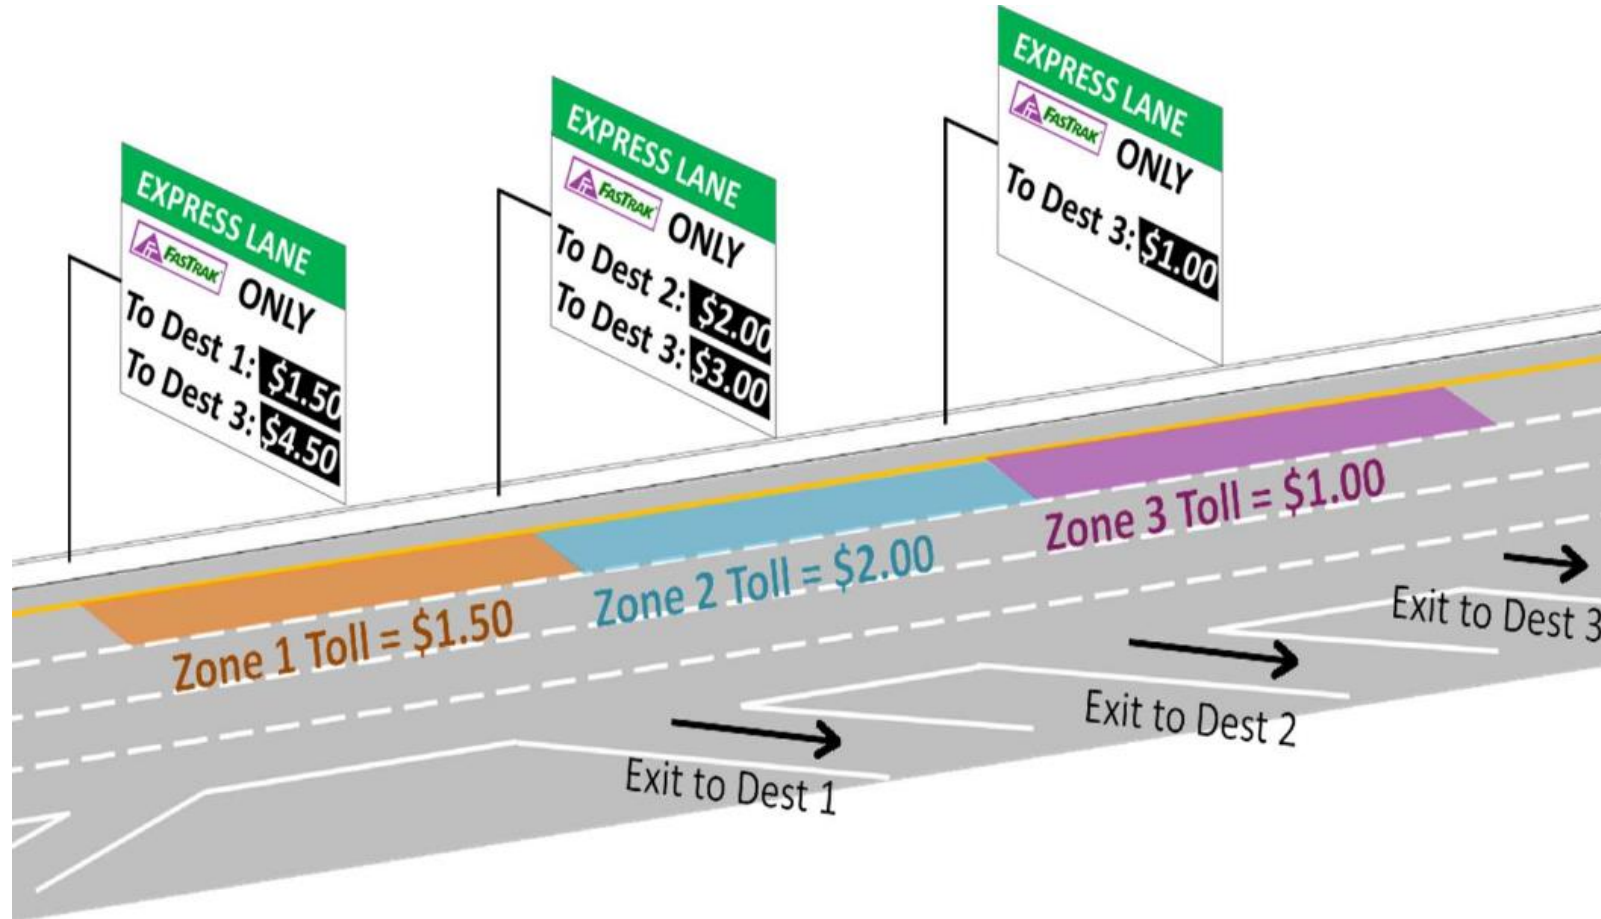 EXPRESS LANE
FASTRAK
ONLY
To Dest 1: $1.50
To Dest 3: $4.50
EXPRESS LANE
FASTRAK
ONLY
To Dest 2: $2.00
To Dest 3: $3.00
EXPRESS LANE
FASTRAK
ONLY
To Dest 3: $1.00
Zone 1 Toll = $1.50
Zone 2 Toll = $2.00
Zone 3 Toll = $1.00
Exit to Dest 1
Exit to Dest 2
Exit to Dest 3